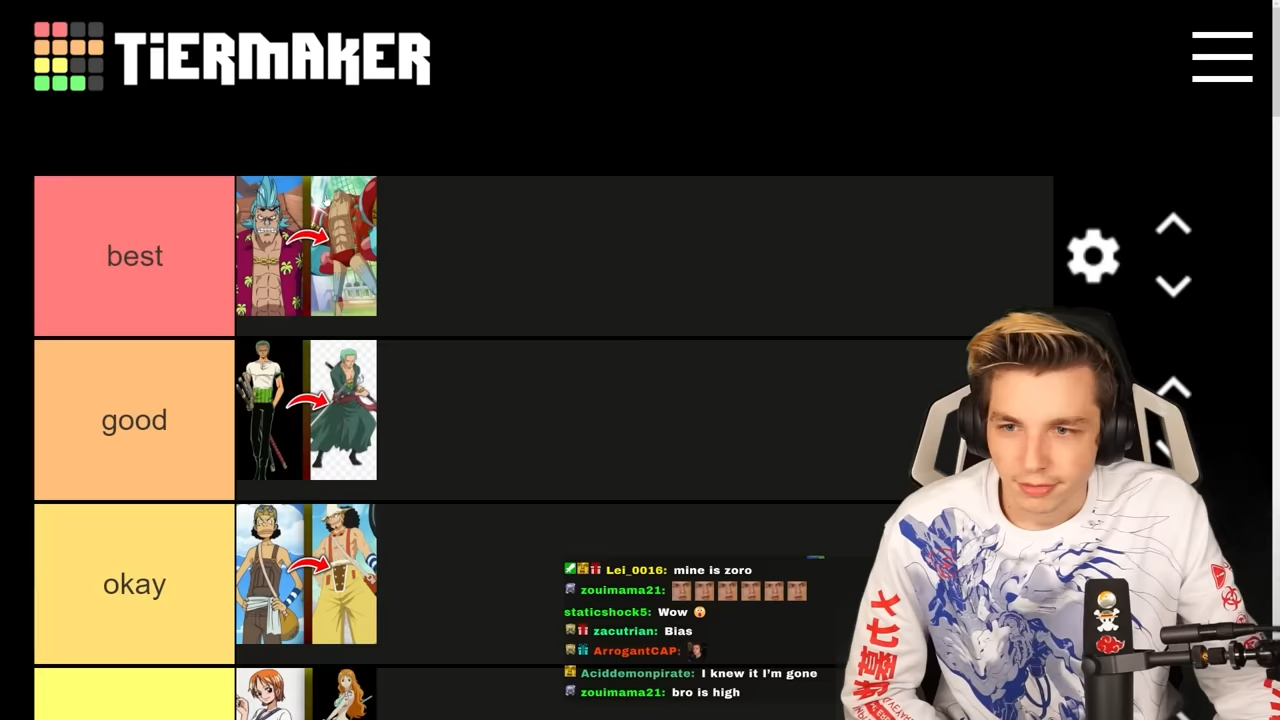 TiERMAKER
best
good
okay
Lei_0016: mine is zoro
zouimama21:
staticshock5: Wow
zacutrian: Bias
ArrogantCAP:
Aciddemonpirate: I knew it I'm gone
zouimama21: bro is high